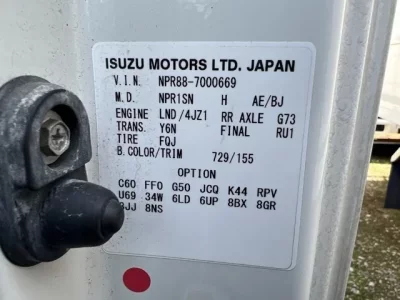 ISUZU MOTORS LTD. JAPAN
V.I.N. NPR88-7000669
M.D. NPR1SN H AE/BJ
ENGINE LND/4JZ1 RR AXLE G73
TRANS. Y6N FINAL RU1
TIRE FQJ
B.COLOR/TRIM 729/155
OPTION
C60 FF0 G50 JCQ K44 RPV
U69 34W 6LD 6UP 8BX 8GR
8NS